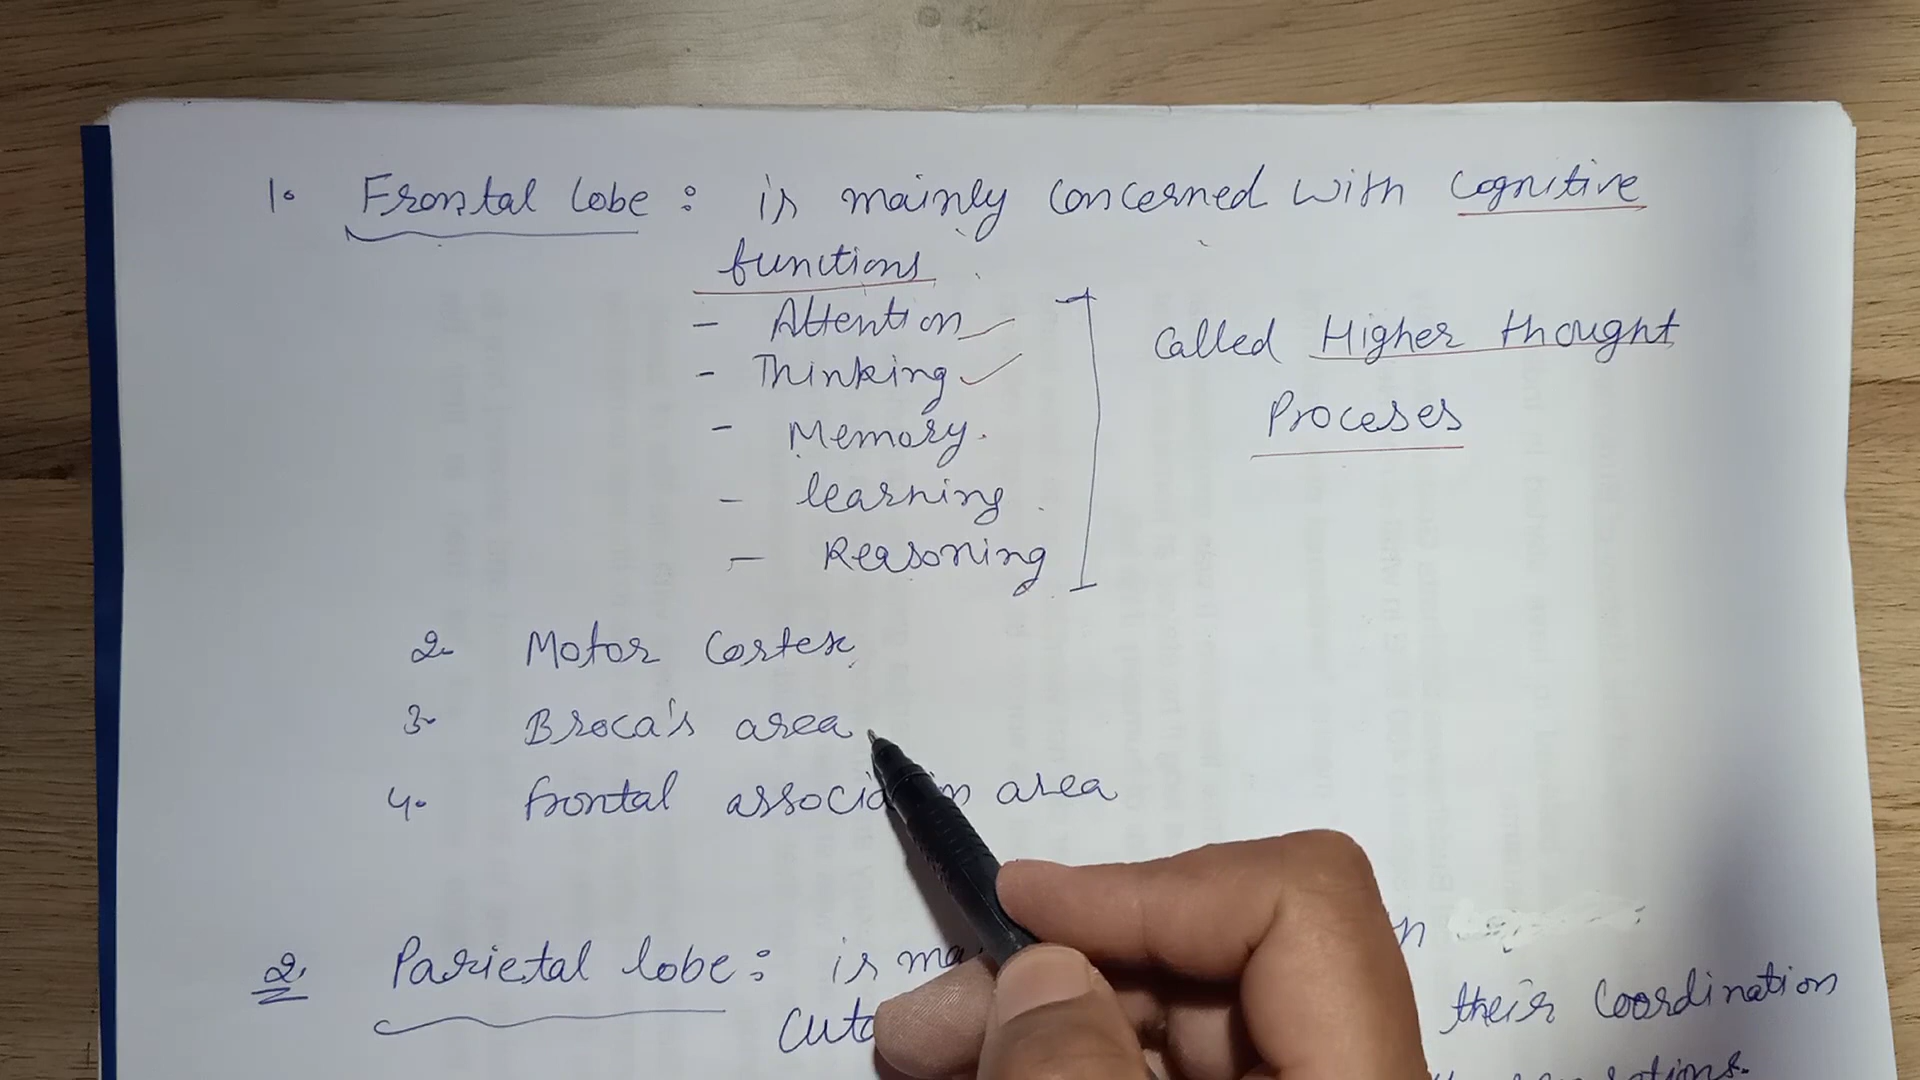 1. Frontal lobe : is mainly concerned with cognitive
functions
- Attention
- Thinking
- Memory.
- learning
- Reasoning
called Higher thought
Proceses
2. Motor Cortex
3. Broca's area
4. frontal area
2. Parietal lobe : is
their coordination